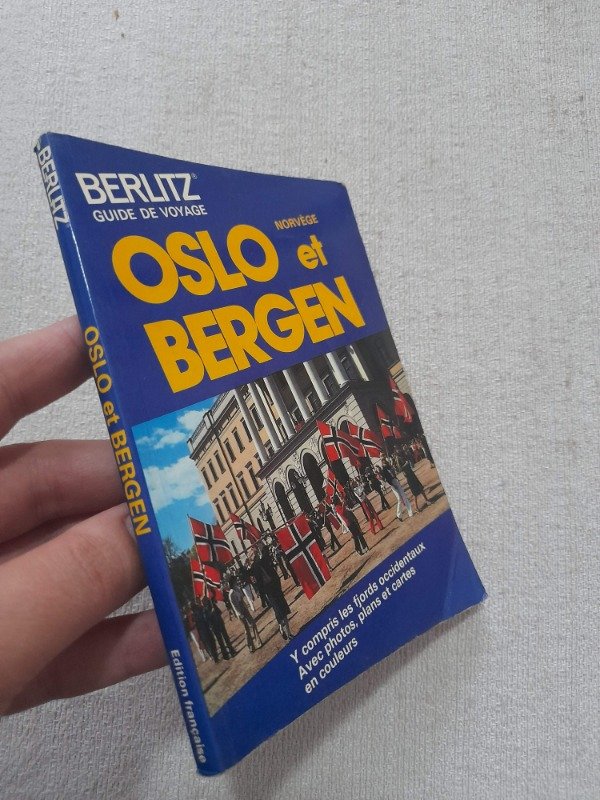 BERLITZ®
GUIDE DE VOYAGE
NORVÈGE
OSLO et
BERGEN
Y compris les fjords occidentaux
Avec photos, plans et cartes
en couleurs
BERLITZ®
OSLO et BERGEN
Edition française